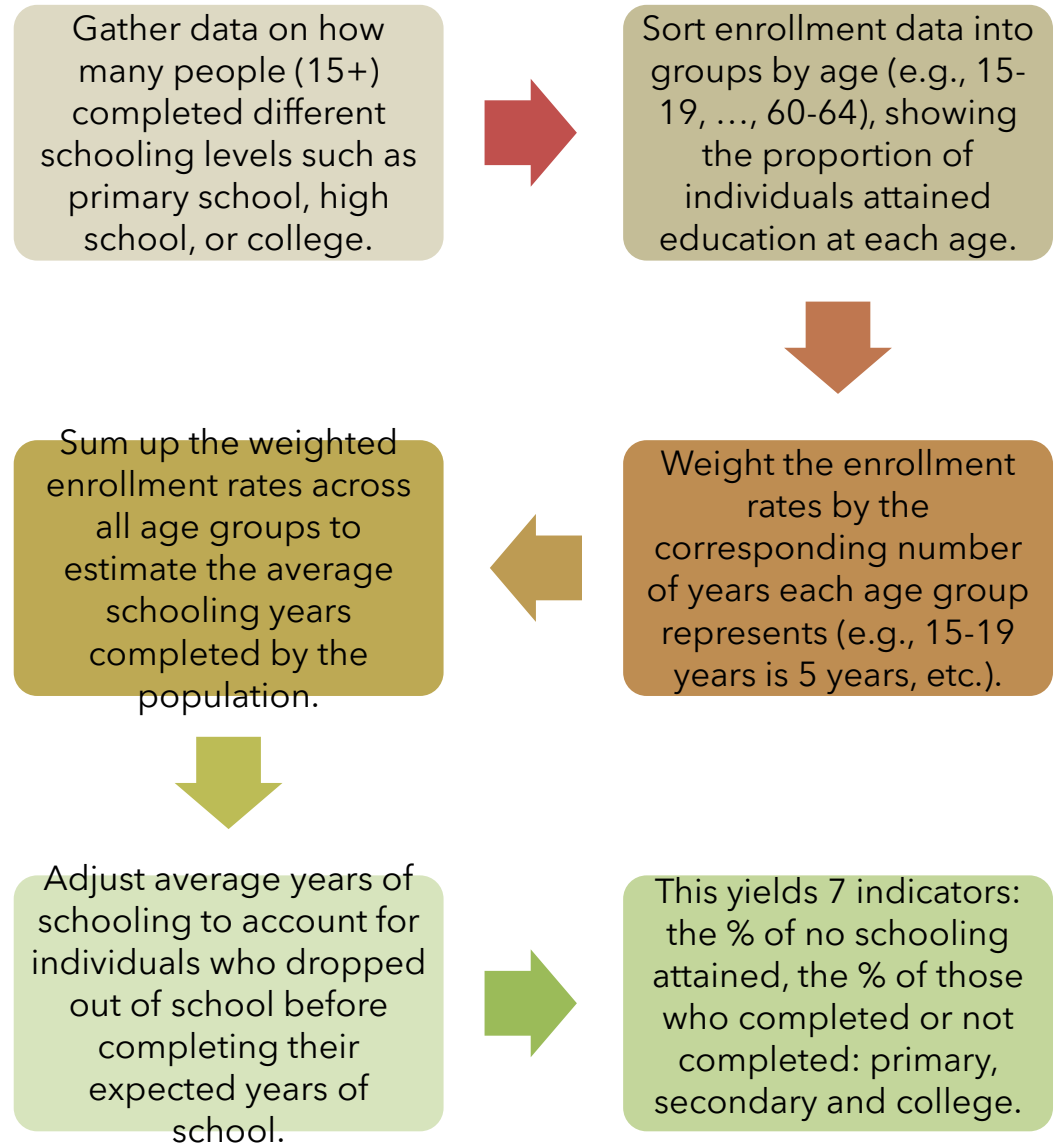 Gather data on how
many people (15+)
completed different
schooling levels such as
primary school, high
school, or college.
Sort enrollment data into
groups by age (e.g., 15-
19, …, 60-64), showing
the proportion of
individuals attained
education at each age.
Weight the enrollment
rates by the
corresponding number
of years each age group
represents (e.g., 15-19
years is 5 years, etc.).
Sum up the weighted
enrollment rates across
all age groups to
estimate the average
schooling years
completed by the
population.
Adjust average years of
schooling to account for
individuals who dropped
out of school before
completing their
expected years of
school.
This yields 7 indicators:
the % of no schooling
attained, the % of those
who completed or not
completed: primary,
secondary and college.